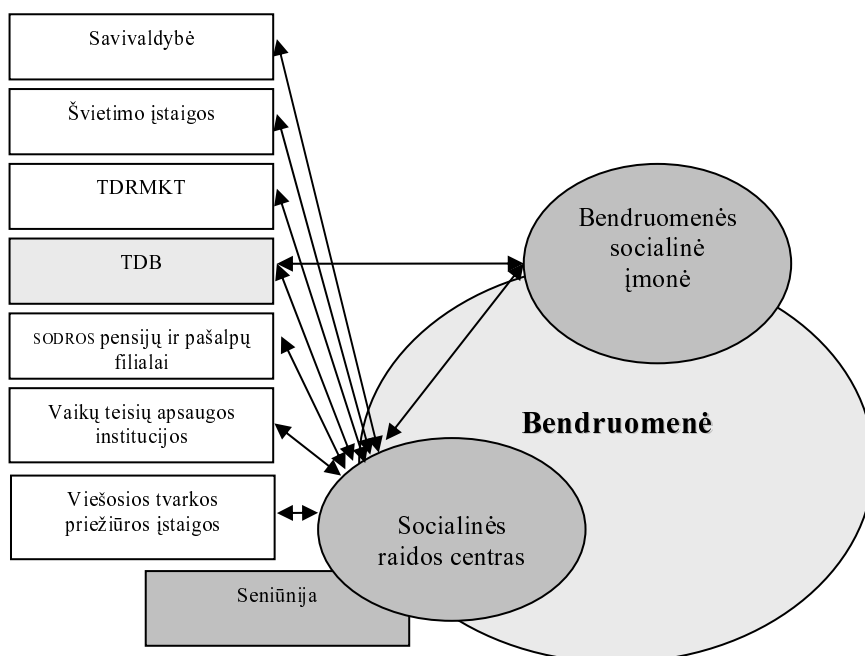 Savivaldybė
Švietimo įstaigos
TDRMKT
TDB
SODROS pensijų ir pašalpų
filialai
Vaikų teisių apsaugos
institucijos
Viešosios tvarkos
priežiūros įstaigos
Seniūnija
Bendruomenės
socialinė
įmonė
Bendruomenė
Socialinės
raidos centras